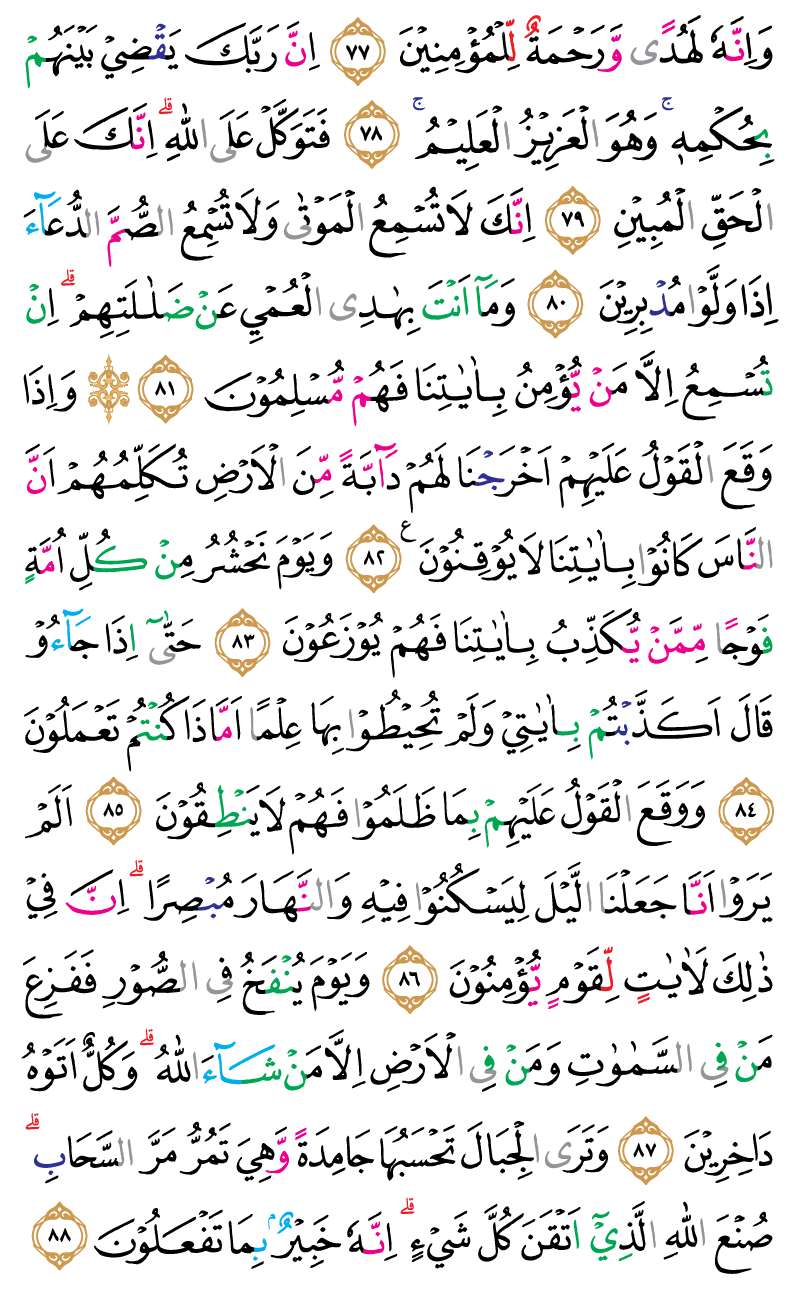 وَاِنَّهٗ لَهُدًى وَّرَحْمَةٌ لِّلْمُؤْمِنِيْنَ ٧٧ اِنَّ رَبَّكَ يَقْضِيْ بَيْنَهُمْ
بِحُكْمِهٖۚ وَهُوَ الْعَزِيْزُ الْعَلِيْمُۚ ٧٨ فَتَوَكَّلْ عَلَى اللّٰهِ ۗاِنَّكَ عَلَى
الْحَقِّ الْمُبِيْنِ ٧٩ اِنَّكَ لَا تُسْمِعُ الْمَوْتٰى وَلَا تُسْمِعُ الصُّمَّ الدُّعَاۤءَ
اِذَا وَلَّوْا مُدْبِرِيْنَ ٨٠ وَمَآ اَنْتَ بِهٰدِى الْعُمْيِ عَنْ ضَلٰلَتِهِمْۗ اِنْ
تُسْمِعُ اِلَّا مَنْ يُّؤْمِنُ بِاٰيٰتِنَا فَهُمْ مُّسْلِمُوْنَ ٨١ ۞ وَاِذَا
وَقَعَ الْقَوْلُ عَلَيْهِمْ اَخْرَجْنَا لَهُمْ دَاۤبَّةً مِّنَ الْاَرْضِ تُكَلِّمُهُمْ اَنَّ
النَّاسَ كَانُوْا بِاٰيٰتِنَا لَا يُوْقِنُوْنَ ࣖ ٨٢ وَيَوْمَ نَحْشُرُ مِنْ كُلِّ اُمَّةٍ
فَوْجًا مِّمَّنْ يُّكَذِّبُ بِاٰيٰتِنَا فَهُمْ يُوْزَعُوْنَ ٨٣ حَتّٰىٓ اِذَا جَاۤءُوْ
قَالَ اَكَذَّبْتُمْ بِاٰيٰتِيْ وَلَمْ تُحِيْطُوْا بِهَا عِلْمًا اَمَّاذَا كُنْتُمْ تَعْمَلُوْنَ
٨٤ وَوَقَعَ الْقَوْلُ عَلَيْهِمْ بِمَا ظَلَمُوْا فَهُمْ لَا يَنْطِقُوْنَ ٨٥ اَلَمْ
يَرَوْا اَنَّا جَعَلْنَا الَّيْلَ لِيَسْكُنُوْا فِيْهِ وَالنَّهَارَ مُبْصِرًاۗ اِنَّ فِيْ
ذٰلِكَ لَاٰيٰتٍ لِّقَوْمٍ يُّؤْمِنُوْنَ ٨٦ وَيَوْمَ يُنْفَخُ فِى الصُّوْرِ فَفَزِعَ
مَنْ فِى السَّمٰوٰتِ وَمَنْ فِى الْاَرْضِ اِلَّا مَنْ شَاۤءَ اللّٰهُ ۗوَكُلٌّ اَتَوْهُ
دَاخِرِيْنَ ٨٧ وَتَرَى الْجِبَالَ تَحْسَبُهَا جَامِدَةً وَّهِيَ تَمُرُّ مَرَّ السَّحَابِۗ
صُنْعَ اللّٰهِ الَّذِيْٓ اَتْقَنَ كُلَّ شَيْءٍۗ اِنَّهٗ خَبِيْرٌ ۢبِمَا تَفْعَلُوْنَ ٨٨